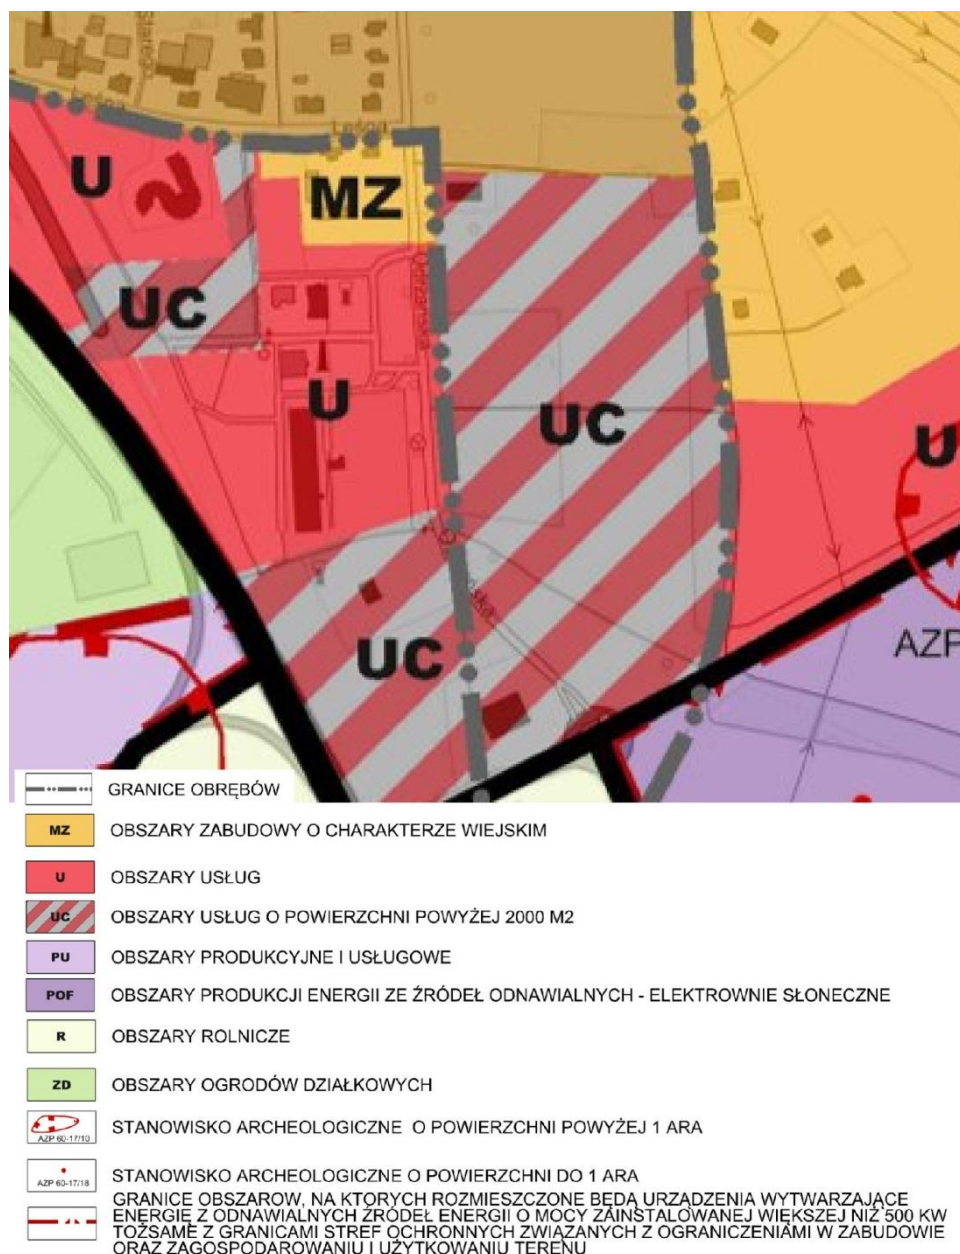 Leśna
U
MZ
UC
U
UC
U
UC
AZP
GRANICE OBRĘBÓW
MZ OBSZARY ZABUDOWY O CHARAKTERZE WIEJSKIM
U OBSZARY USŁUG
UC OBSZARY USŁUG O POWIERZCHNI POWYŻEJ 2000 M2
PU OBSZARY PRODUKCYJNE I USŁUGOWE
POF OBSZARY PRODUKCJI ENERGII ZE ŹRÓDEŁ ODNAWIALNYCH - ELEKTROWNIE SŁONECZNE
R OBSZARY ROLNICZE
ZD OBSZARY OGRODÓW DZIAŁKOWYCH
STANOWISKO ARCHEOLOGICZNE O POWIERZCHNI POWYŻEJ 1 ARA
AZP 60-17/10
STANOWISKO ARCHEOLOGICZNE O POWIERZCHNI DO 1 ARA
AZP 60-17/18
GRANICE OBSZAROW, NA KTORYCH ROZMIESZCZONE BĘDĄ URZĄDZENIA WYTWARZAJĄCE
ENERGIĘ Z ODNAWIALNYCH ŹRÓDEŁ ENERGII O MOCY ZAINSTALOWANEJ WIĘKSZEJ NIŻ 500 KW
TOŻSAME Z GRANICAMI STREF OCHRONNYCH ZWIĄZANYCH Z OGRANICZENIAMI W ZABUDOWIE
ORAZ ZAGOSPODAROWANIU I UŻYTKOWANIU TERENU